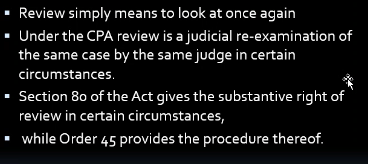 ▪ Review simply means to look at once again
▪ Under the CPA review is a judicial re-examination of
the same case by the same judge in certain
circumstances.
▪ Section 80 of the Act gives the substantive right of
review in certain circumstances,
▪ while Order 45 provides the procedure thereof.